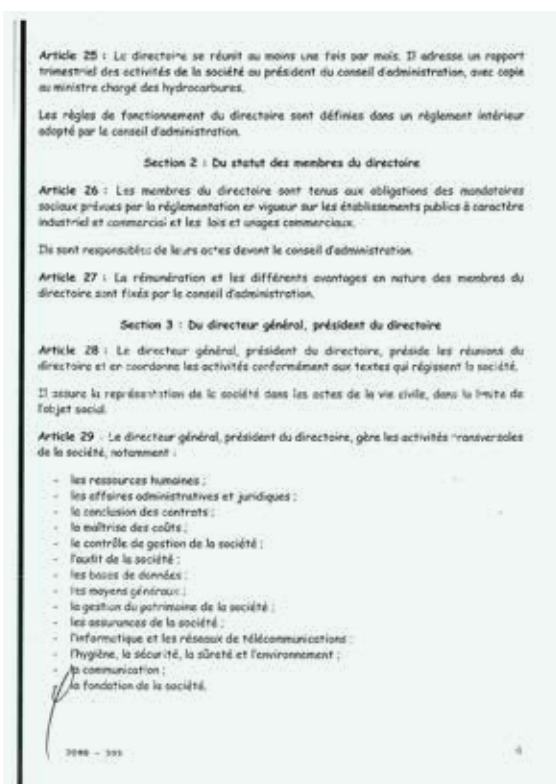 Article 25 : Le directoire se réunit au moins une fois par mois. Il adresse un rapport
trimestriel des activités de la société au président du conseil d'administration, avec copie
au ministre chargé des hydrocarbures.
Les règles de fonctionnement du directoire sont définies dans un règlement intérieur
adopté par le conseil d'administration.
Section 2 : Du statut des membres du directoire
Article 26 : Les membres du directoire sont tenus aux obligations des mandataires
sociaux prévues par la réglementation en vigueur sur les établissements publics à caractère
industriel et commercial et les lois et usages commerciaux.
Ils sont responsables de leurs actes devant le conseil d'administration.
Article 27 : La rémunération et les différents avantages en nature des membres du
directoire sont fixés par le conseil d'administration.
Section 3 : Du directeur général, président du directoire
Article 28 : Le directeur général, président du directoire, préside les réunions du
directoire et en coordonne les activités conformément aux textes qui régissent la société.
Il assure la représentation de la société dans les actes de la vie civile, dans la limite de
l'objet social.
Article 29 : Le directeur général, président du directoire, gère les activités transversales
de la société, notamment :
- les ressources humaines ;
- les affaires administratives et juridiques ;
- la conclusion des contrats ;
- la maîtrise des coûts ;
- le contrôle de gestion de la société ;
- l'audit de la société ;
- les bases de données ;
- les moyens généraux ;
- la gestion du patrimoine de la société ;
- les assurances de la société ;
- l'informatique et les réseaux de télécommunications ;
- l'hygiène, la sécurité, la sûreté et l'environnement ;
- la communication ;
la fondation de la société.